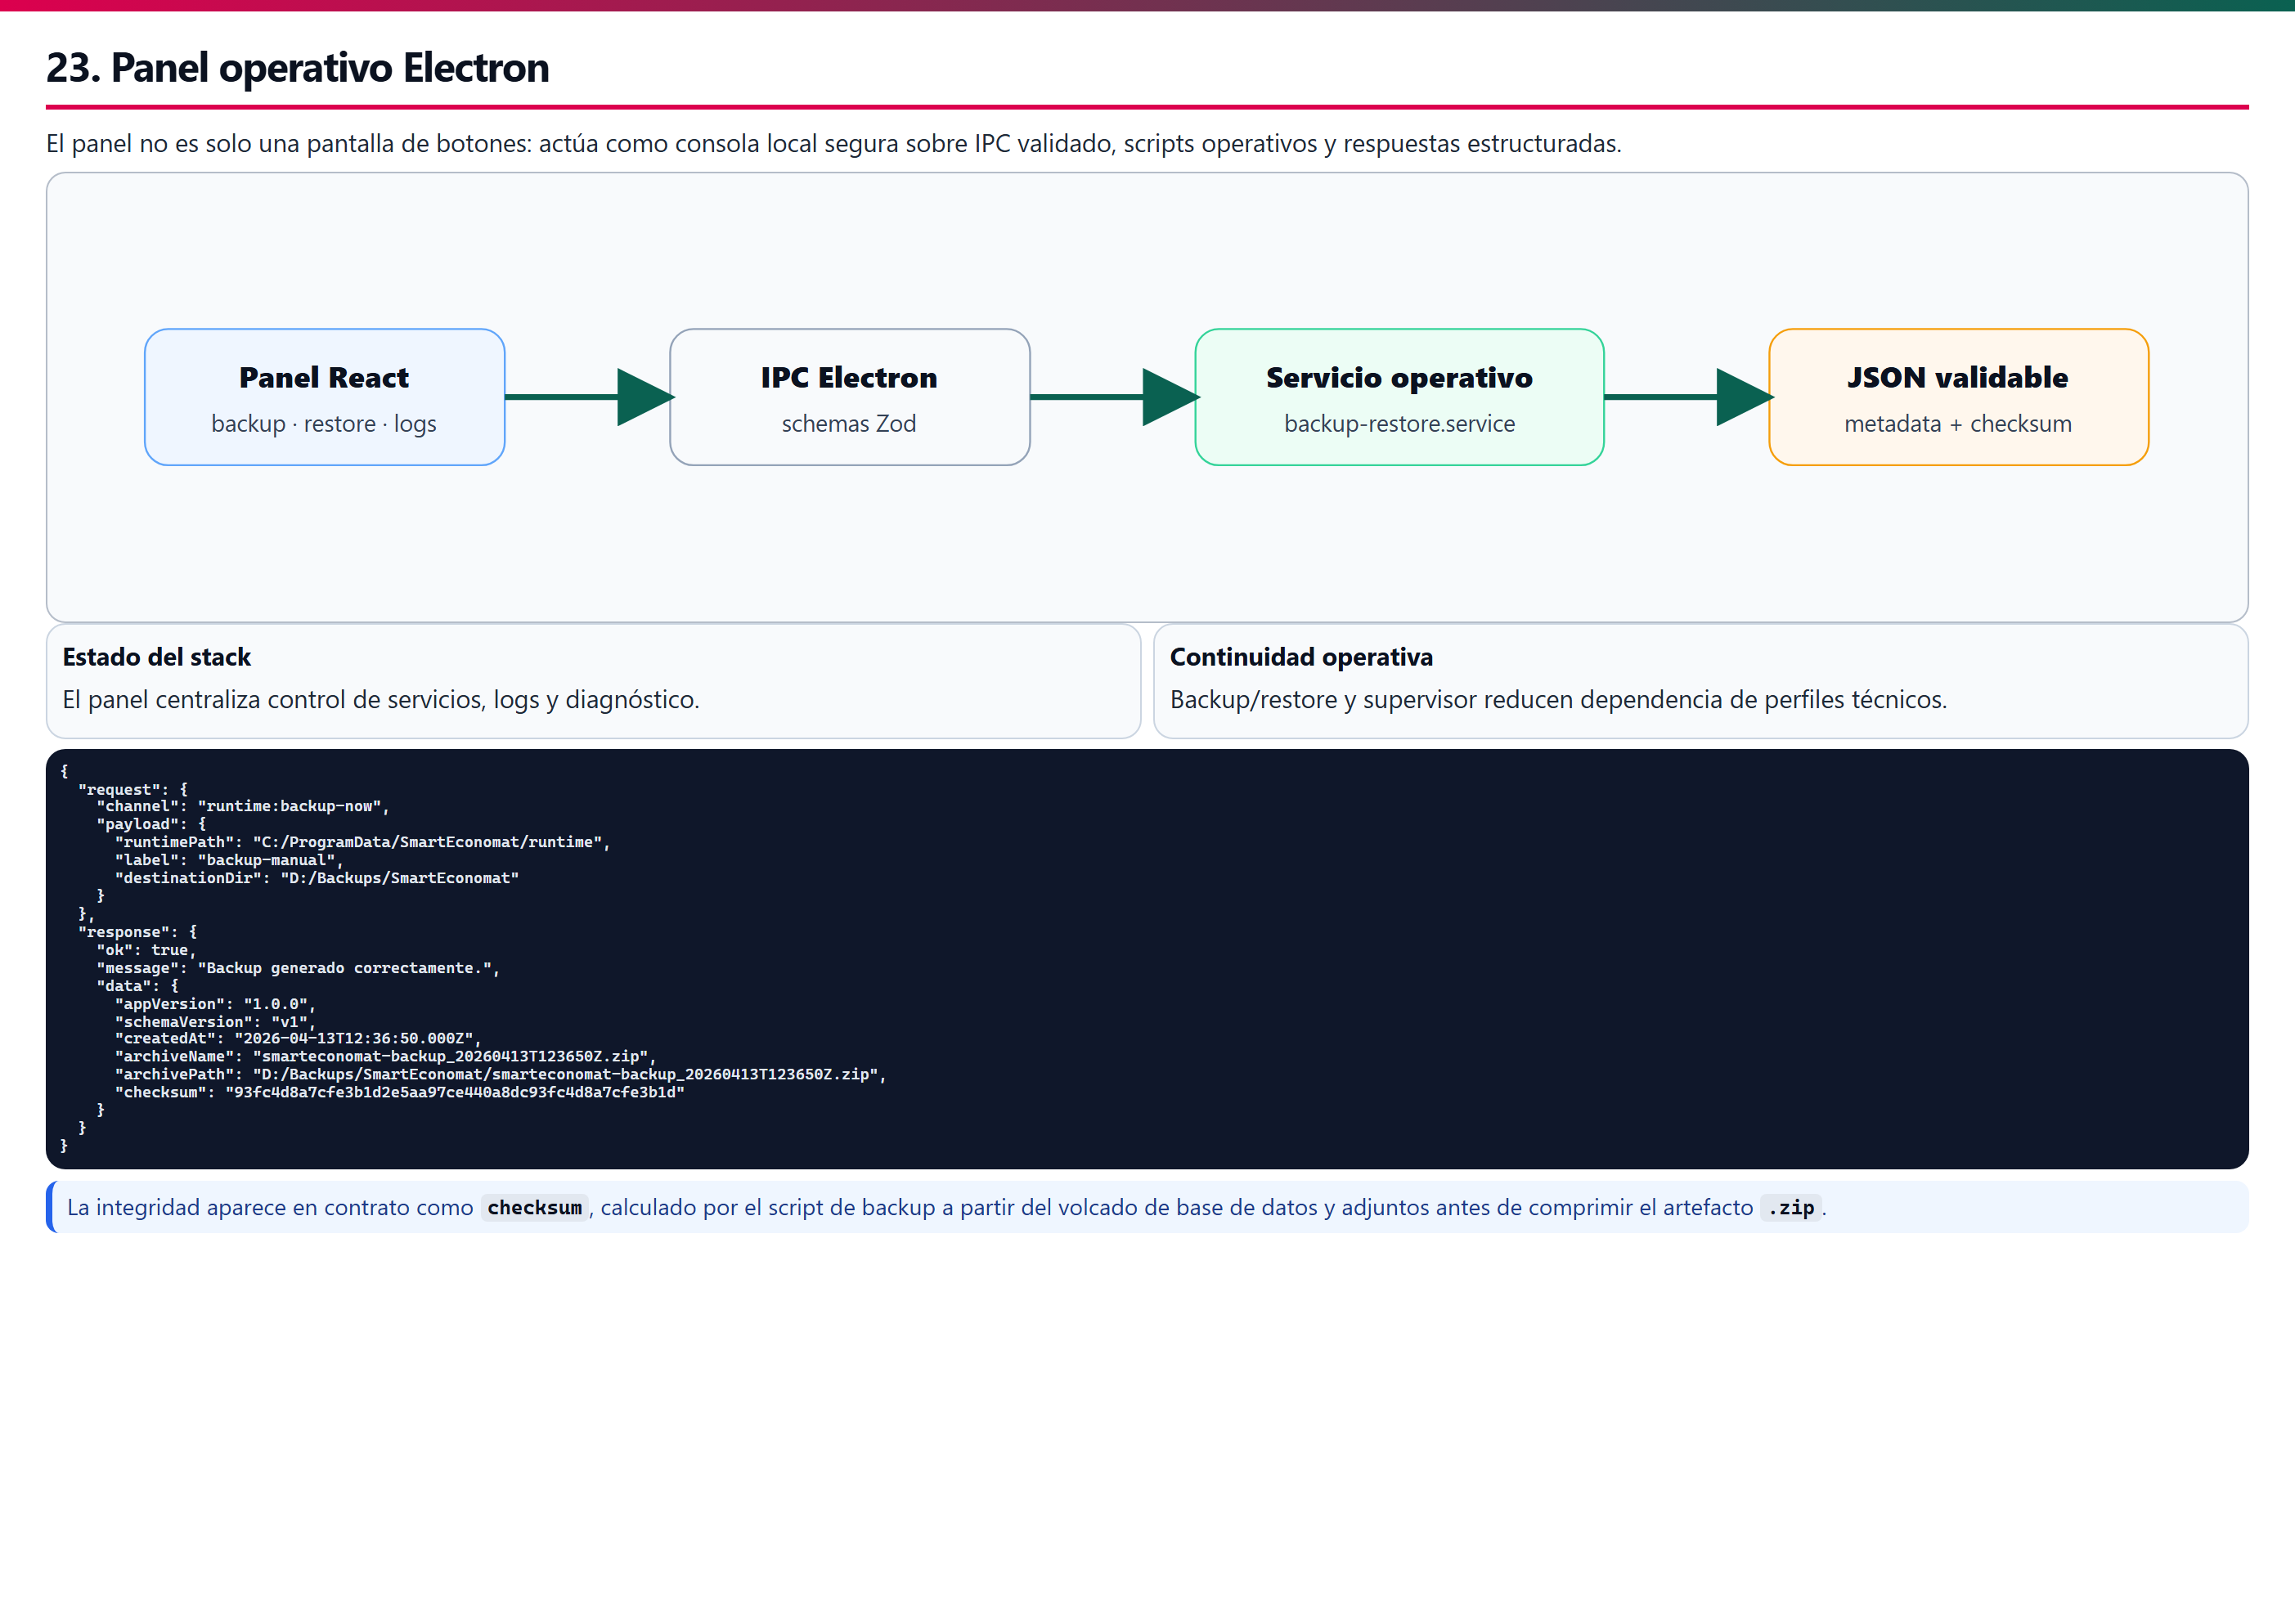 23. Panel operativo Electron
El panel no es solo una pantalla de botones: actúa como consola local segura sobre IPC validado, scripts operativos y respuestas estructuradas.
Panel React
backup · restore · logs
IPC Electron
schemas Zod
Servicio operativo
backup-restore.service
JSON validable
metadata + checksum
Estado del stack
El panel centraliza control de servicios, logs y diagnóstico.
Continuidad operativa
Backup/restore y supervisor reducen dependencia de perfiles técnicos.
{
  "request": {
    "channel": "runtime:backup-now",
    "payload": {
      "runtimePath": "C:/ProgramData/SmartEconomat/runtime",
      "label": "backup-manual",
      "destinationDir": "D:/Backups/SmartEconomat"
    }
  },
  "response": {
    "ok": true,
    "message": "Backup generado correctamente.",
    "data": {
      "appVersion": "1.0.0",
      "schemaVersion": "v1",
      "createdAt": "2026-04-13T12:36:50.000Z",
      "archiveName": "smarteconomat-backup_20260413T123650Z.zip",
      "archivePath": "D:/Backups/SmartEconomat/smarteconomat-backup_20260413T123650Z.zip",
      "checksum": "93fc4d8a7cfe3b1d2e5aa97ce440a8dc93fc4d8a7cfe3b1d"
    }
  }
}
La integridad aparece en contrato como checksum, calculado por el script de backup a partir del volcado de base de datos y adjuntos antes de comprimir el artefacto .zip.